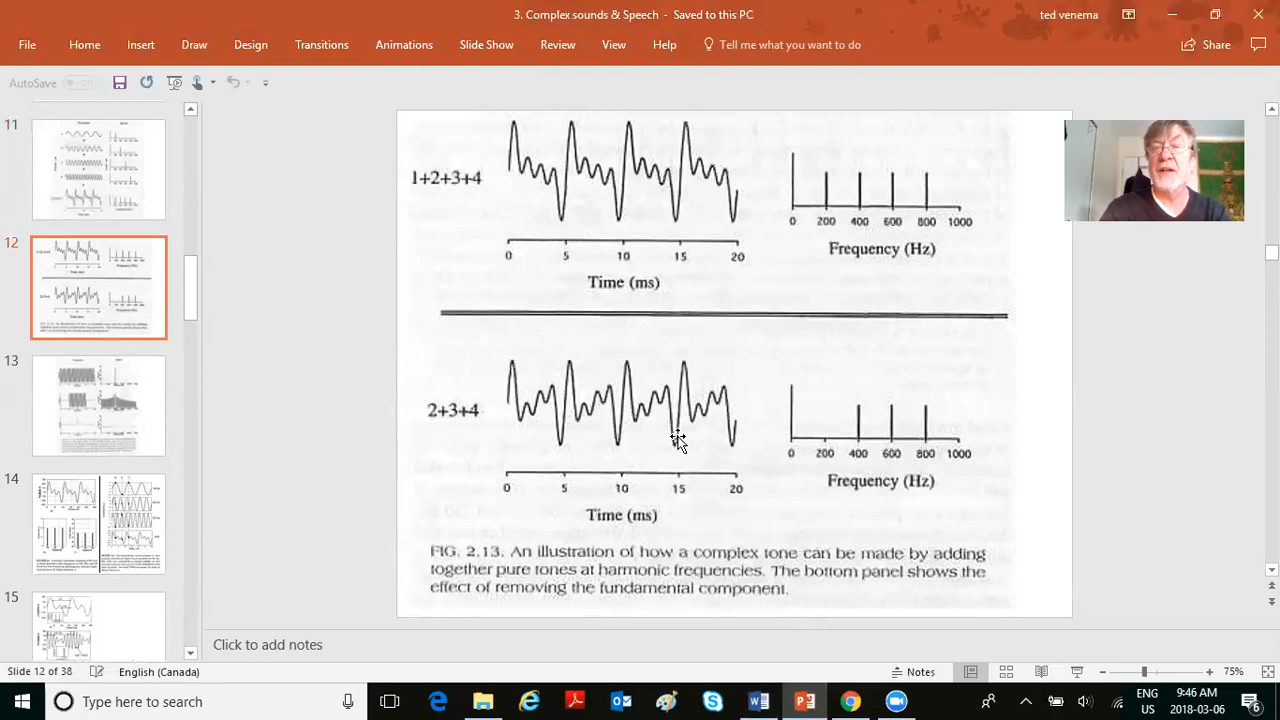 3. Complex sounds & Speech - Saved to this PC
ted venema
File Home Insert Draw Design Transitions Animations Slide Show Review View Help Tell me what you want to do Share
AutoSave Off
11
12
13
14
15
1+2+3+4
0 5 10 15 20
Time (ms)
0 200 400 600 800 1000
Frequency (Hz)
2+3+4
0 5 10 15 20
Time (ms)
0 200 400 600 800 1000
Frequency (Hz)
FIG. 2.13. An illustration of how a complex tone can be made by adding
together pure tones at harmonic frequencies. The bottom panel shows the
effect of removing the fundamental component.
Click to add notes
Slide 12 of 38 English (Canada) Notes 75%
Type here to search
ENG
US
9:46 AM
2018-03-06
6